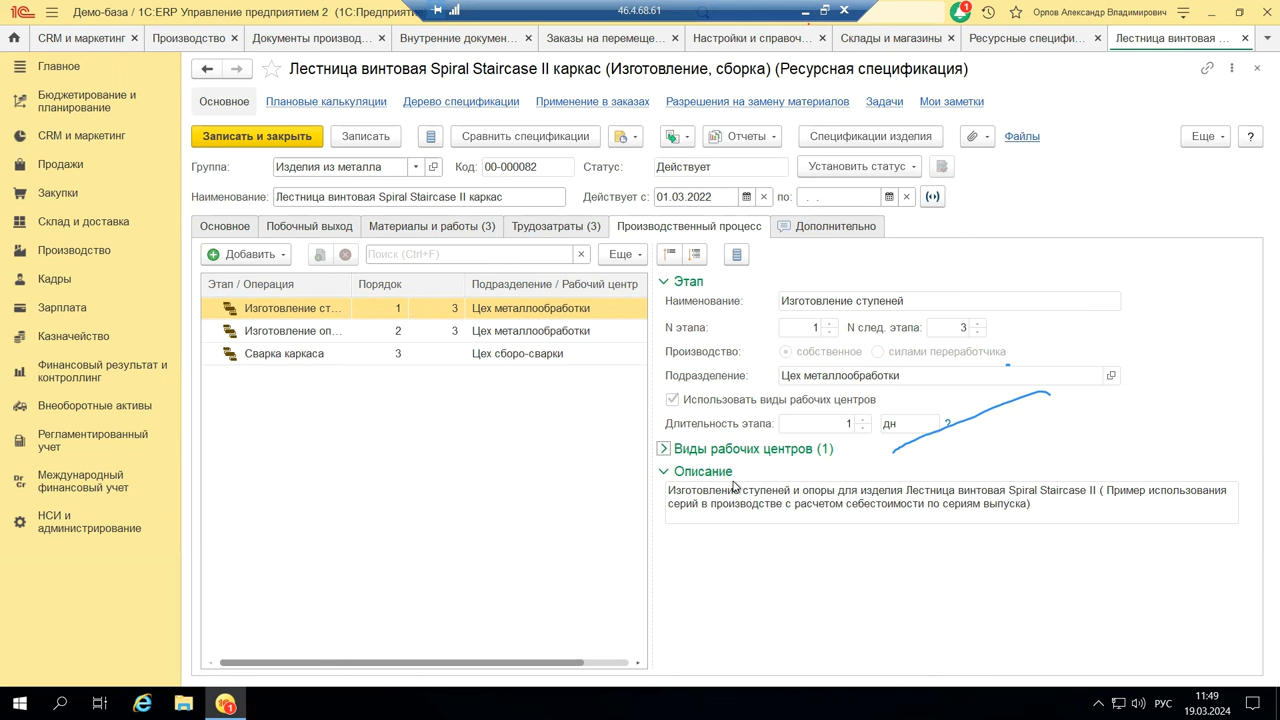 Демо-база / 1С:ERP Управление предприятием 2 (1С:Предприят
46.4.68.61
1
Орлов Александр Владимирович
CRM и маркетинг
Производство
Документы производ...
Внутренние докумен...
Заказы на перемеще...
Настройки и справоч...
Склады и магазины
Ресурсные специфи...
Лестница винтовая ...
Главное
Бюджетирование и планирование
CRM и маркетинг
Продажи
Закупки
Склад и доставка
Производство
Кадры
Зарплата
Казначейство
Финансовый результат и контроллинг
Внеоборотные активы
Регламентированный учет
Международный финансовый учет
НСИ и администрирование
Лестница винтовая Spiral Staircase II каркас (Изготовление, сборка) (Ресурсная спецификация)
Основное Плановые калькуляции Дерево спецификации Применение в заказах Разрешения на замену материалов Задачи Мои заметки
Записать и закрыть Записать Сравнить спецификации Отчеты Спецификации изделия Файлы Еще ?
Группа: Изделия из металла Код: 00-000082 Статус: Действует Установить статус
Наименование: Лестница винтовая Spiral Staircase II каркас Действует с: 01.03.2022 по: . .
Основное Побочный выход Материалы и работы (3) Трудозатраты (3) Производственный процесс Дополнительно
Добавить Поиск (Ctrl+F) Еще
Этап / Операция Порядок Подразделение / Рабочий центр
Изготовление ст... 1 3 Цех металлообработки
Изготовление оп... 2 3 Цех металлообработки
Сварка каркаса 3 Цех сборо-сварки
Этап
Наименование: Изготовление ступеней
N этапа: 1 N след. этапа: 3
Производство: собственное силами переработчика
Подразделение: Цех металлообработки
Использовать виды рабочих центров
Длительность этапа: 1 дн ?
Виды рабочих центров (1)
Описание
Изготовление ступеней и опоры для изделия Лестница винтовая Spiral Staircase II ( Пример использования
серий в производстве с расчетом себестоимости по сериям выпуска)
1
РУС
11:49
19.03.2024